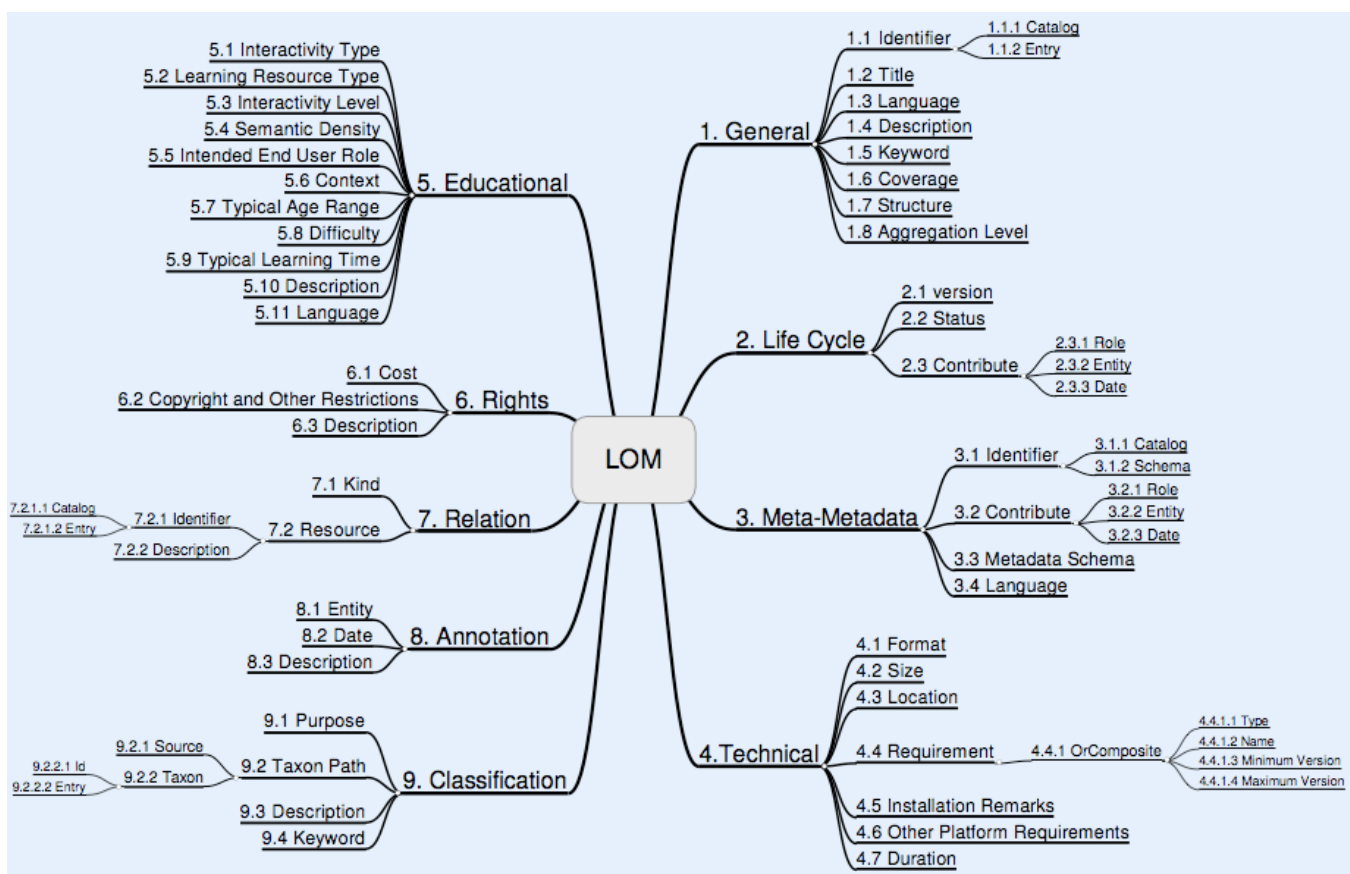 LOM
1. General
1.1 Identifier
1.1.1 Catalog
1.1.2 Entry
1.2 Title
1.3 Language
1.4 Description
1.5 Keyword
1.6 Coverage
1.7 Structure
1.8 Aggregation Level
2. Life Cycle
2.1 version
2.2 Status
2.3 Contribute
2.3.1 Role
2.3.2 Entity
2.3.3 Date
3. Meta-Metadata
3.1 Identifier
3.1.1 Catalog
3.1.2 Schema
3.2 Contribute
3.2.1 Role
3.2.2 Entity
3.2.3 Date
3.3 Metadata Schema
3.4 Language
4.Technical
4.1 Format
4.2 Size
4.3 Location
4.4 Requirement
4.4.1 OrComposite
4.4.1.1 Type
4.4.1.2 Name
4.4.1.3 Minimum Version
4.4.1.4 Maximum Version
4.5 Installation Remarks
4.6 Other Platform Requirements
4.7 Duration
5. Educational
5.1 Interactivity Type
5.2 Learning Resource Type
5.3 Interactivity Level
5.4 Semantic Density
5.5 Intended End User Role
5.6 Context
5.7 Typical Age Range
5.8 Difficulty
5.9 Typical Learning Time
5.10 Description
5.11 Language
6. Rights
6.1 Cost
6.2 Copyright and Other Restrictions
6.3 Description
7. Relation
7.1 Kind
7.2 Resource
7.2.1 Identifier
7.2.1.1 Catalog
7.2.1.2 Entry
7.2.2 Description
8. Annotation
8.1 Entity
8.2 Date
8.3 Description
9. Classification
9.1 Purpose
9.2 Taxon Path
9.2.1 Source
9.2.2 Taxon
9.2.2.1 Id
9.2.2.2 Entry
9.3 Description
9.4 Keyword